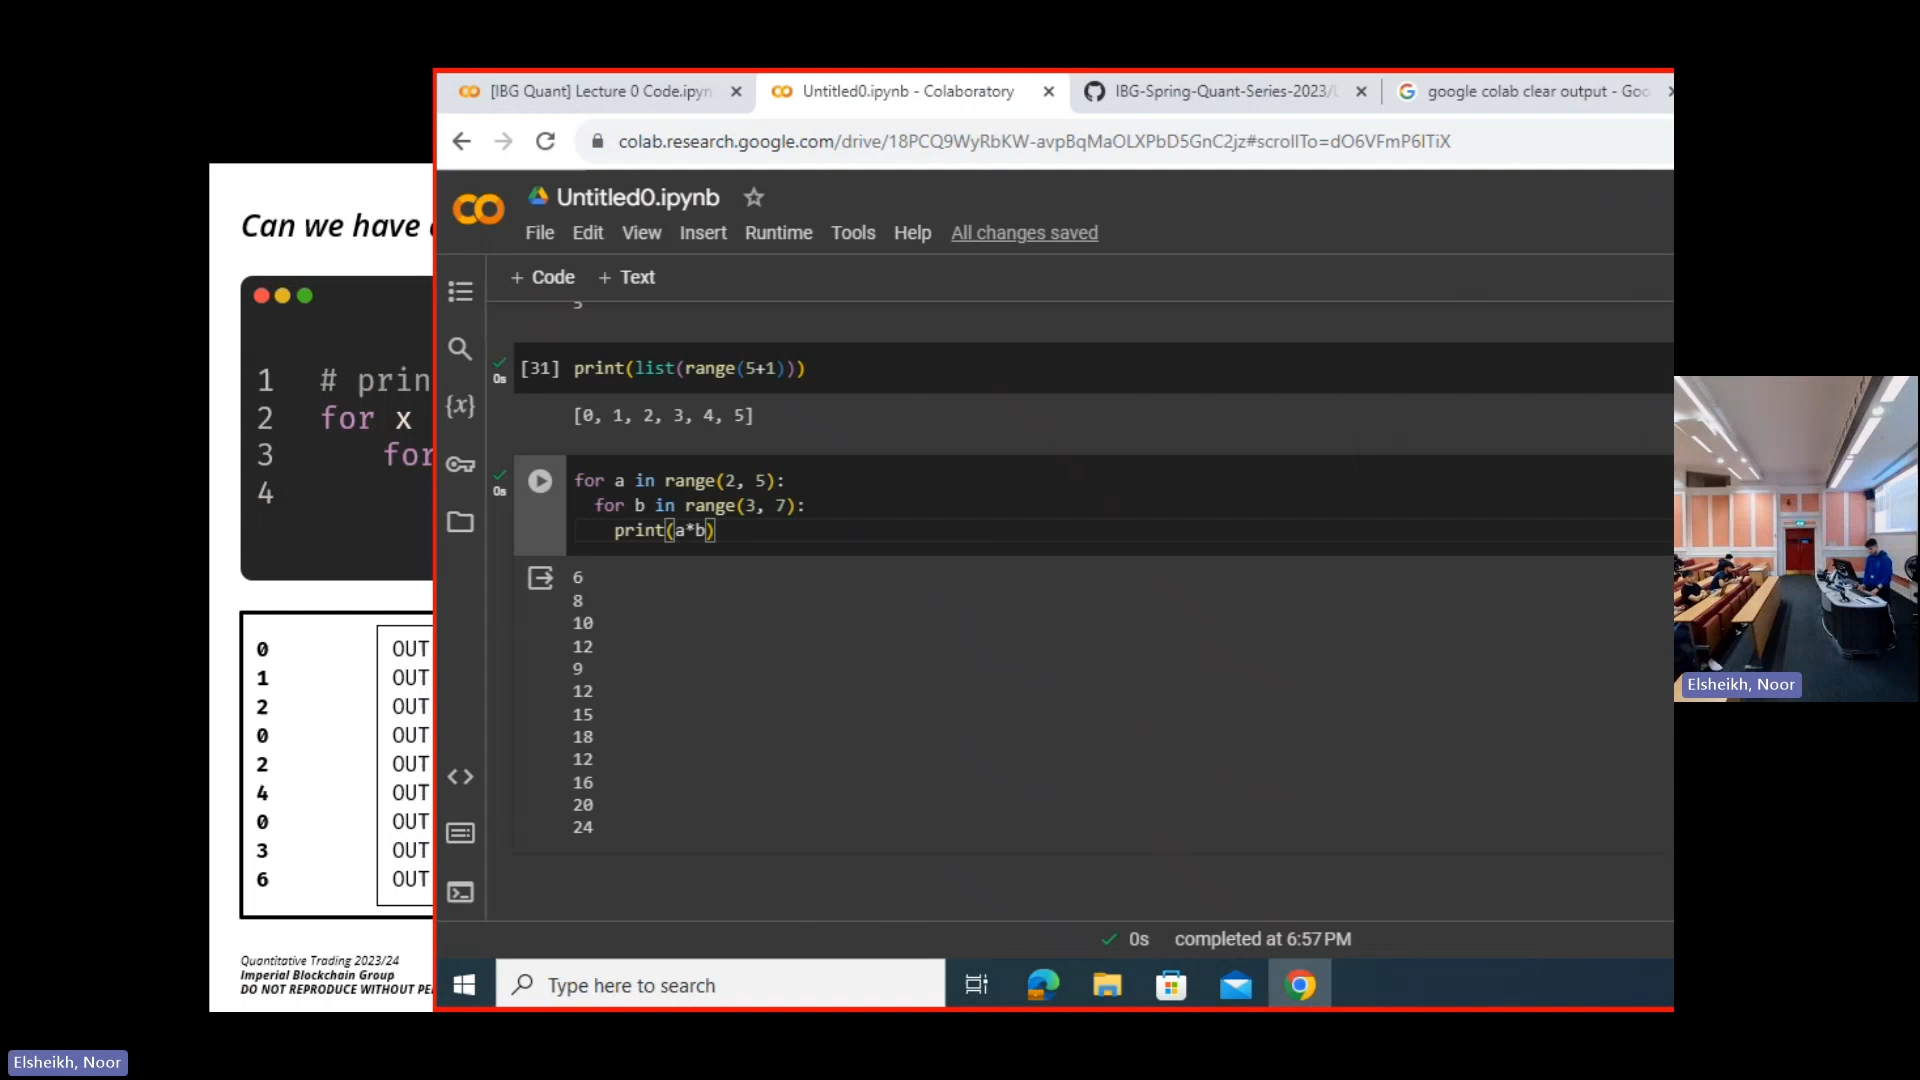 [IBG Quant] Lecture 0 Code.ipyn
Untitled0.ipynb - Colaboratory
IBG-Spring-Quant-Series-2023/
google colab clear output - Goo
colab.research.google.com/drive/18PCQ9WyRbKW-avpBqMaOLXPbD5GnC2jz#scrollTo=dO6VFmP6ITiX
Untitled0.ipynb
File Edit View Insert Runtime Tools Help All changes saved
+ Code + Text
5
[31] print(list(range(5+1)))
0s
[0, 1, 2, 3, 4, 5]
for a in range(2, 5):
0s
for b in range(3, 7):
print(a*b)
6
8
10
12
9
12
15
18
12
16
20
24
0s completed at 6:57 PM
Type here to search
Can we have
1 # prin
2 for x
3 for
4
0 OUT
1 OUT
2 OUT
0 OUT
2 OUT
4 OUT
0 OUT
3 OUT
6 OUT
Quantitative Trading 2023/24
Imperial Blockchain Group
DO NOT REPRODUCE WITHOUT PE
Elsheikh, Noor
Elsheikh, Noor